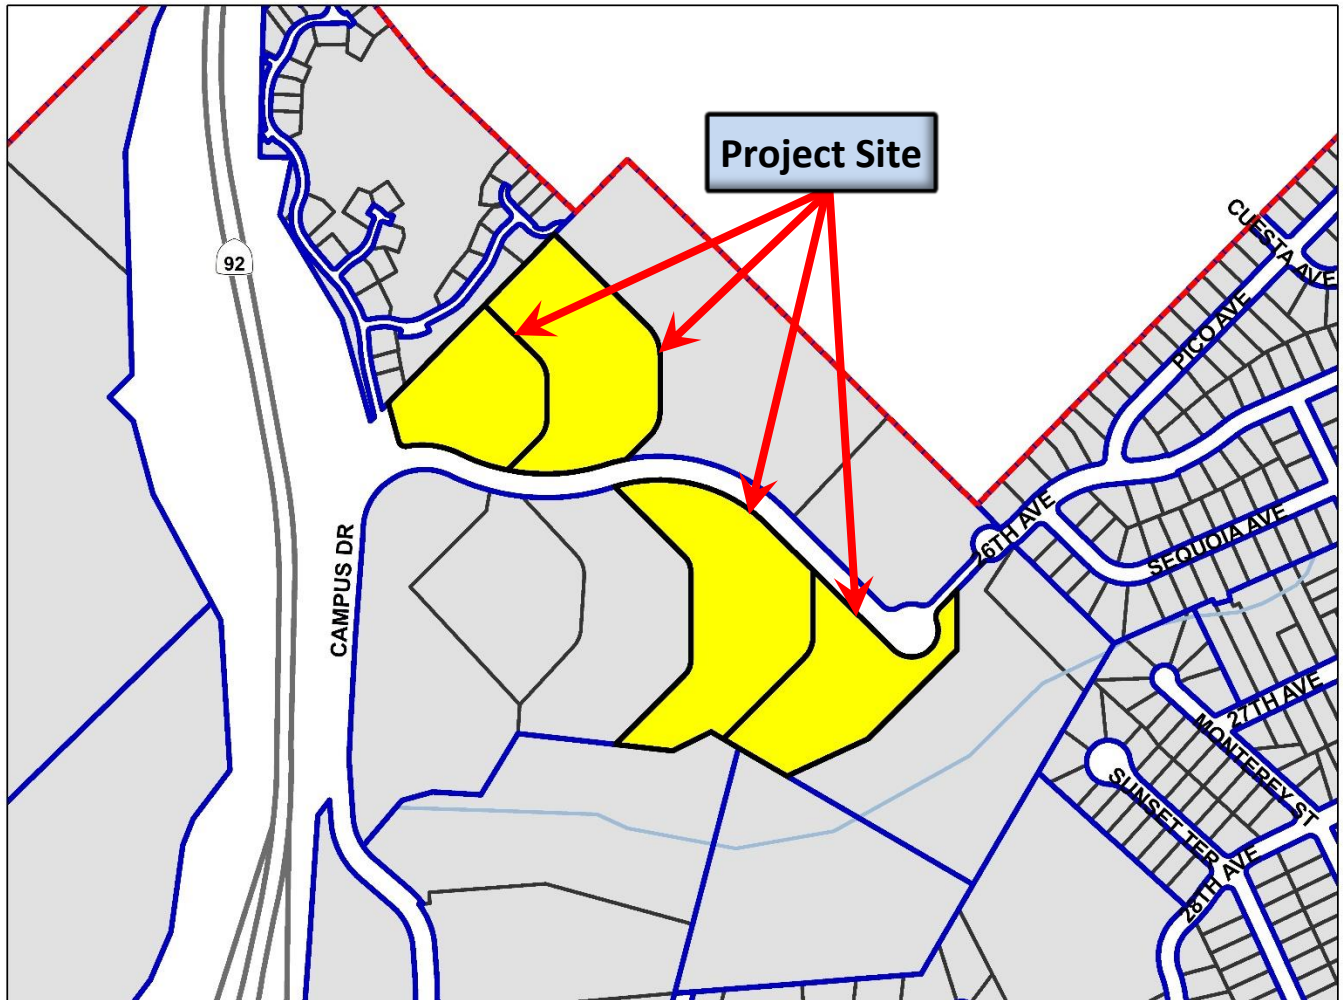 Project Site
CUESTA AVE
92
PICO AVE
26TH AVE
SEQUOIA AVE
CAMPUS DR
27TH AVE
MONTEREY ST
SUNSET TER
28TH AVE